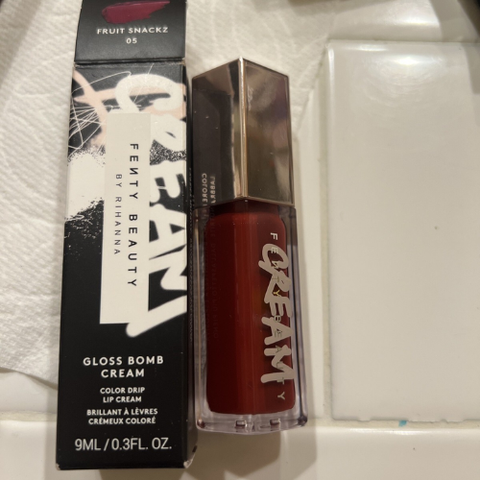 FRUIT SNACKZ
05
CREAM
FENTY BEAUTY
BY RIHANNA
GLOSS BOMB
CREAM
COLOR DRIP
LIP CREAM
BRILLANT À LÈVRES
CRÉMEUX COLORÉ
9ML / 0.3FL. OZ.
CREAM